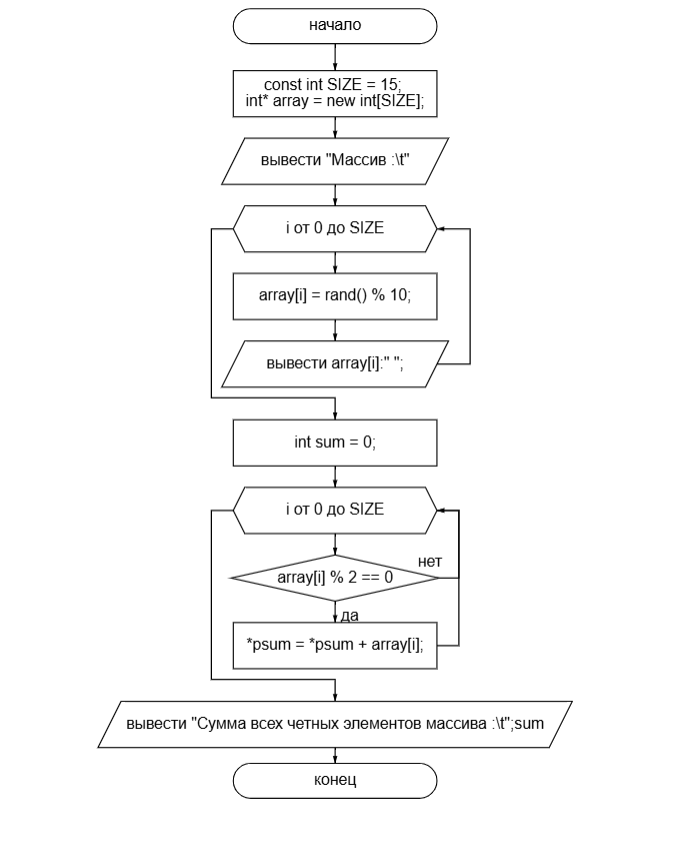 начало
const int SIZE = 15;
int* array = new int[SIZE];
вывести "Массив :\t"
i от 0 до SIZE
array[i] = rand() % 10;
вывести array[i]:" ";
int sum = 0;
i от 0 до SIZE
array[i] % 2 == 0
нет
да
*psum = *psum + array[i];
вывести "Сумма всех четных элементов массива :\t";sum
конец